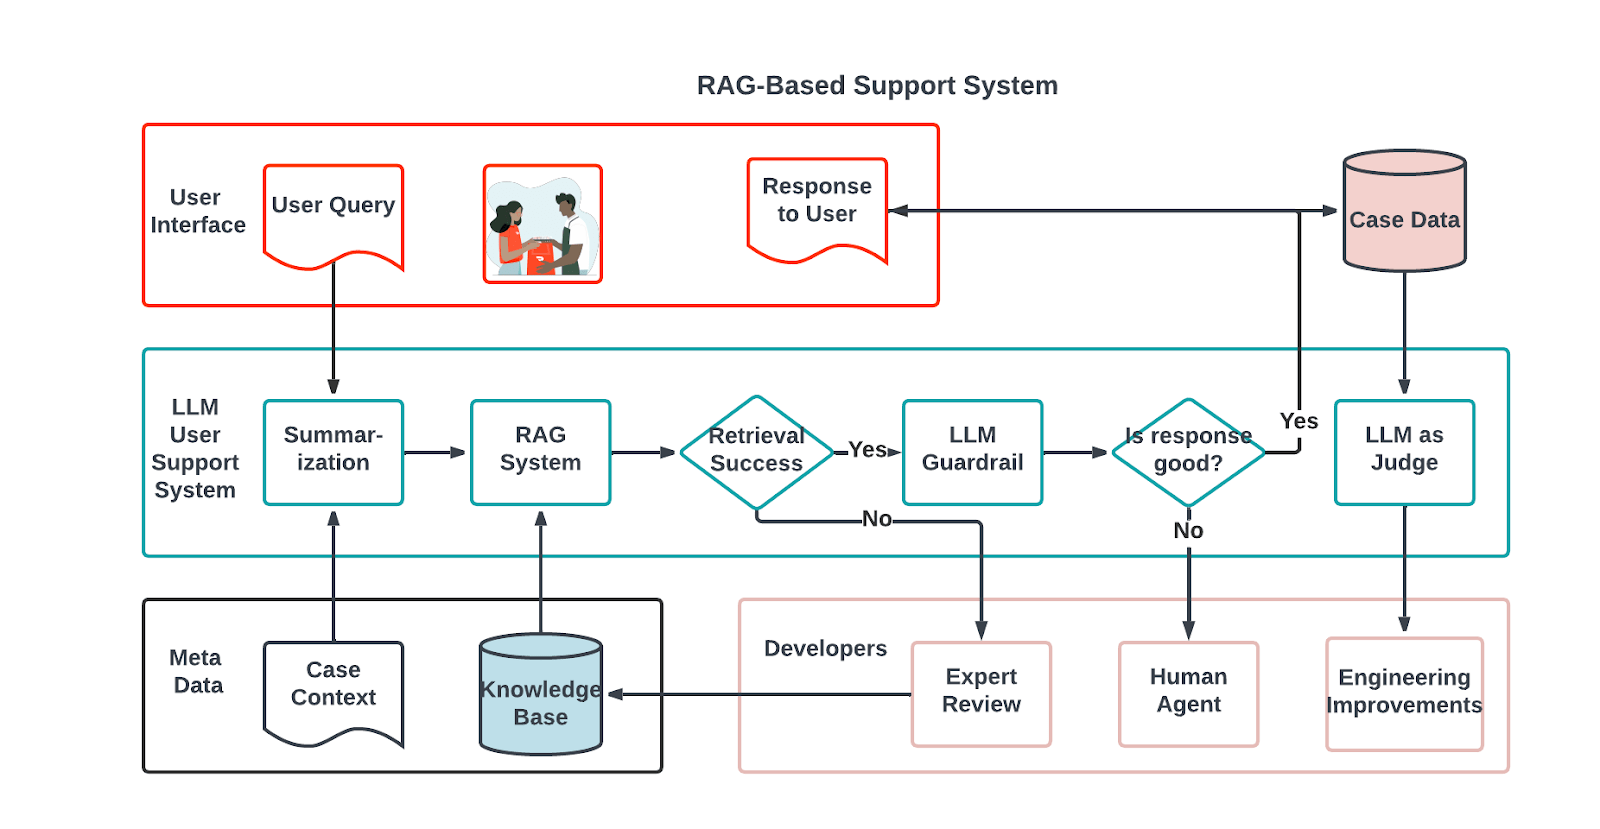 RAG-Based Support System
User
Interface
User Query
Response
to User
Case Data
LLM
User
Support
System
Summar-
ization
RAG
System
Retrieval
Success
Yes
LLM
Guardrail
Is response
good?
Yes
LLM as
Judge
No
No
Meta
Data
Case
Context
Knowledge
Base
Developers
Expert
Review
Human
Agent
Engineering
Improvements